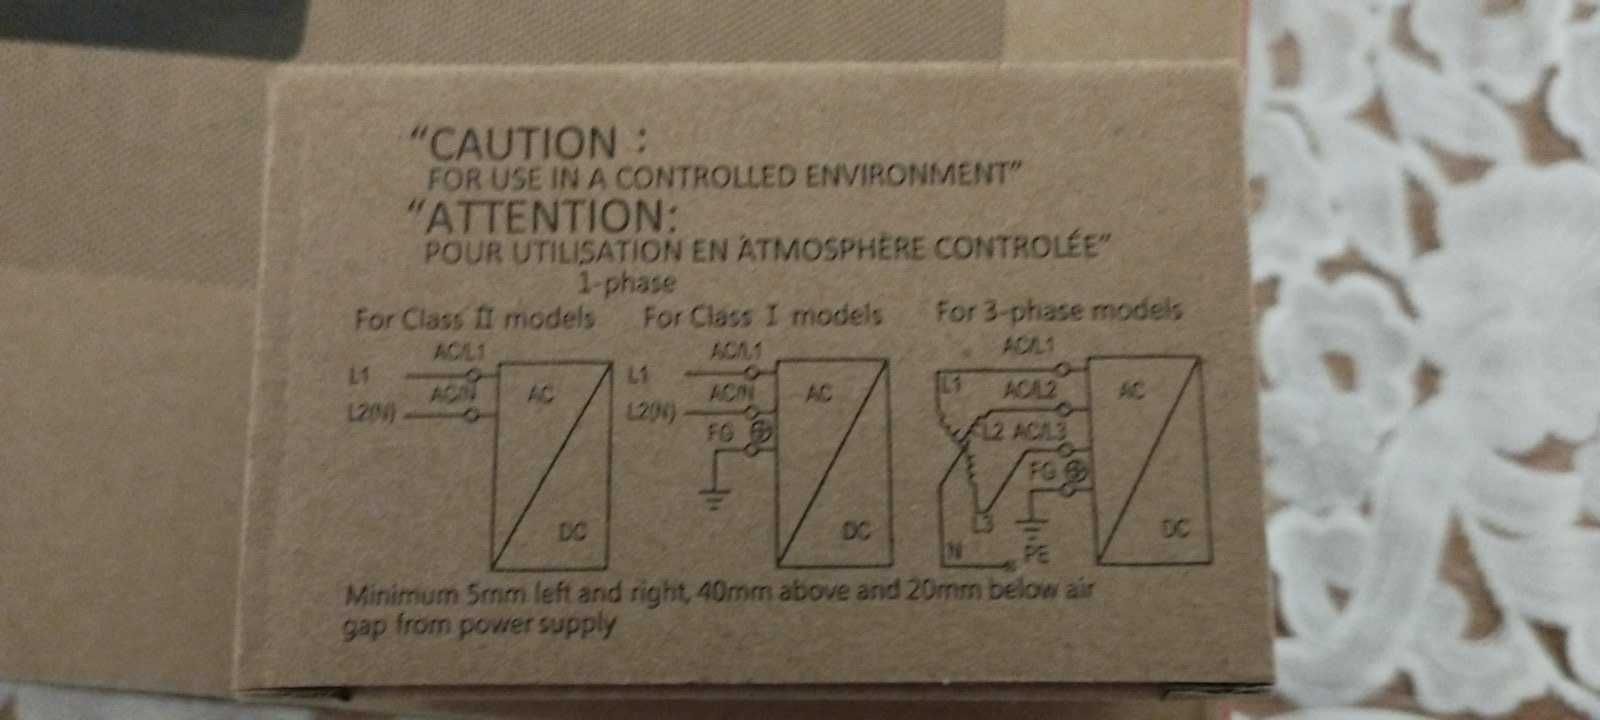 “CAUTION :
FOR USE IN A CONTROLLED ENVIRONMENT”
“ATTENTION:
POUR UTILISATION EN ATMOSPHÈRE CONTROLÉE”
1-phase
For Class II models
For Class I models
For 3-phase models
AC/L1
L1
AC/N
L2(N)
AC
DC
AC/L1
L1
AC/N
L2(N)
FG
AC
DC
AC/L1
L1
AC/L2
L2 AC/L3
FG
L3
N
PE
AC
DC
Minimum 5mm left and right, 40mm above and 20mm below air
gap from power supply